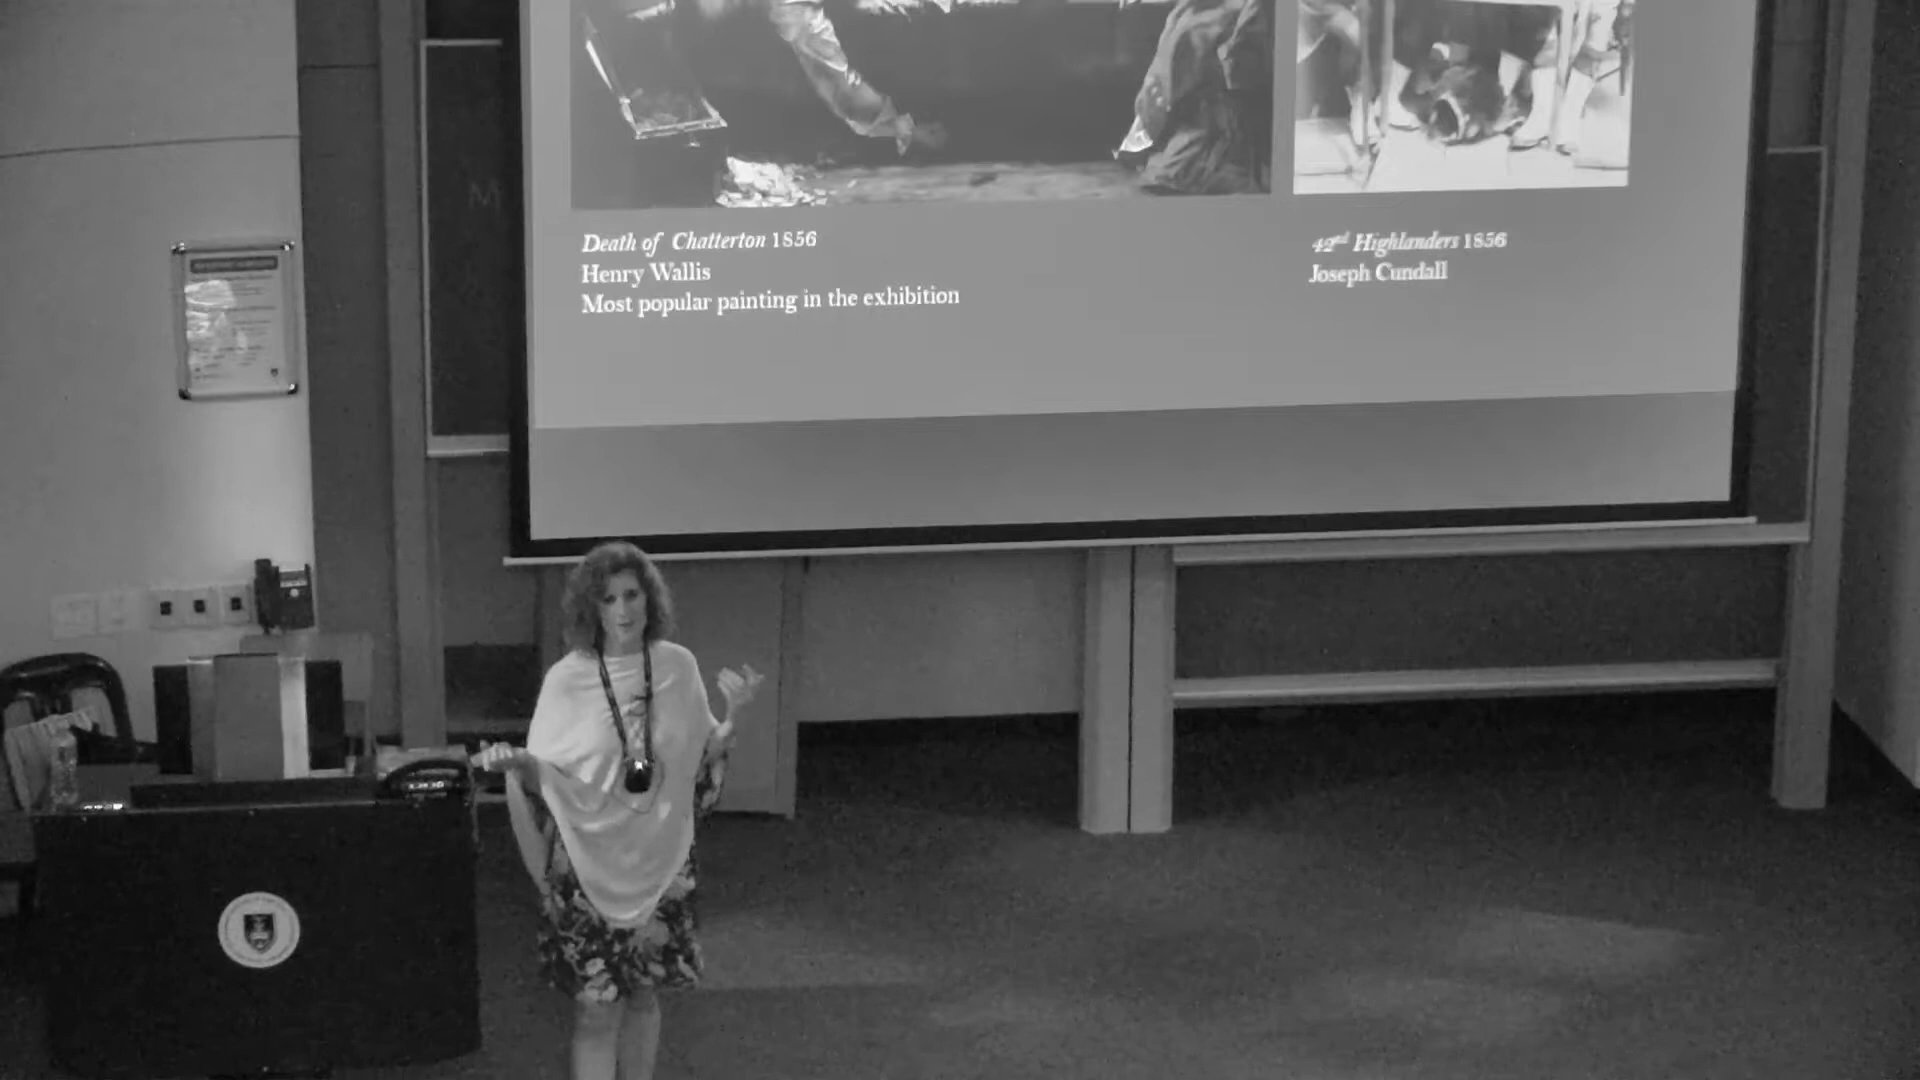 Death of Chatterton 1856
Henry Wallis
Most popular painting in the exhibition
42nd Highlanders 1856
Joseph Cundall